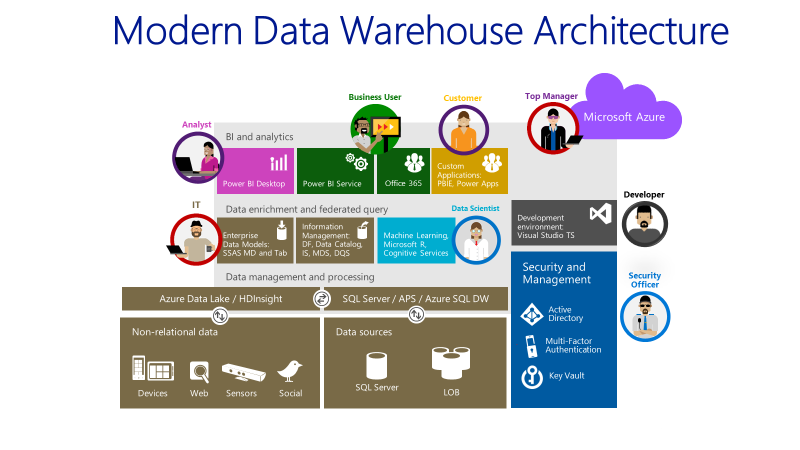 Modern Data Warehouse Architecture
Business User
Customer
Top Manager
Microsoft Azure
Analyst
BI and analytics
Power BI Desktop
Power BI Service
Office 365
Custom
Applications:
PBIE, Power Apps
IT
Data enrichment and federated query
Data Scientist
Developer
Enterprise
Data Models:
SSAS MD and Tab
Information
Management:
DF, Data Catalog,
IS, MDS, DQS
Machine Learning,
Microsoft R,
Cognitive Services
Development
environment:
Visual Studio TS
Data management and processing
Azure Data Lake / HDInsight
SQL Server / APS / Azure SQL DW
Security and
Management
Active
Directory
Multi-Factor
Authentication
Key Vault
Security
Officer
Non-relational data
Devices
Web
Sensors
Social
Data sources
SQL Server
LOB